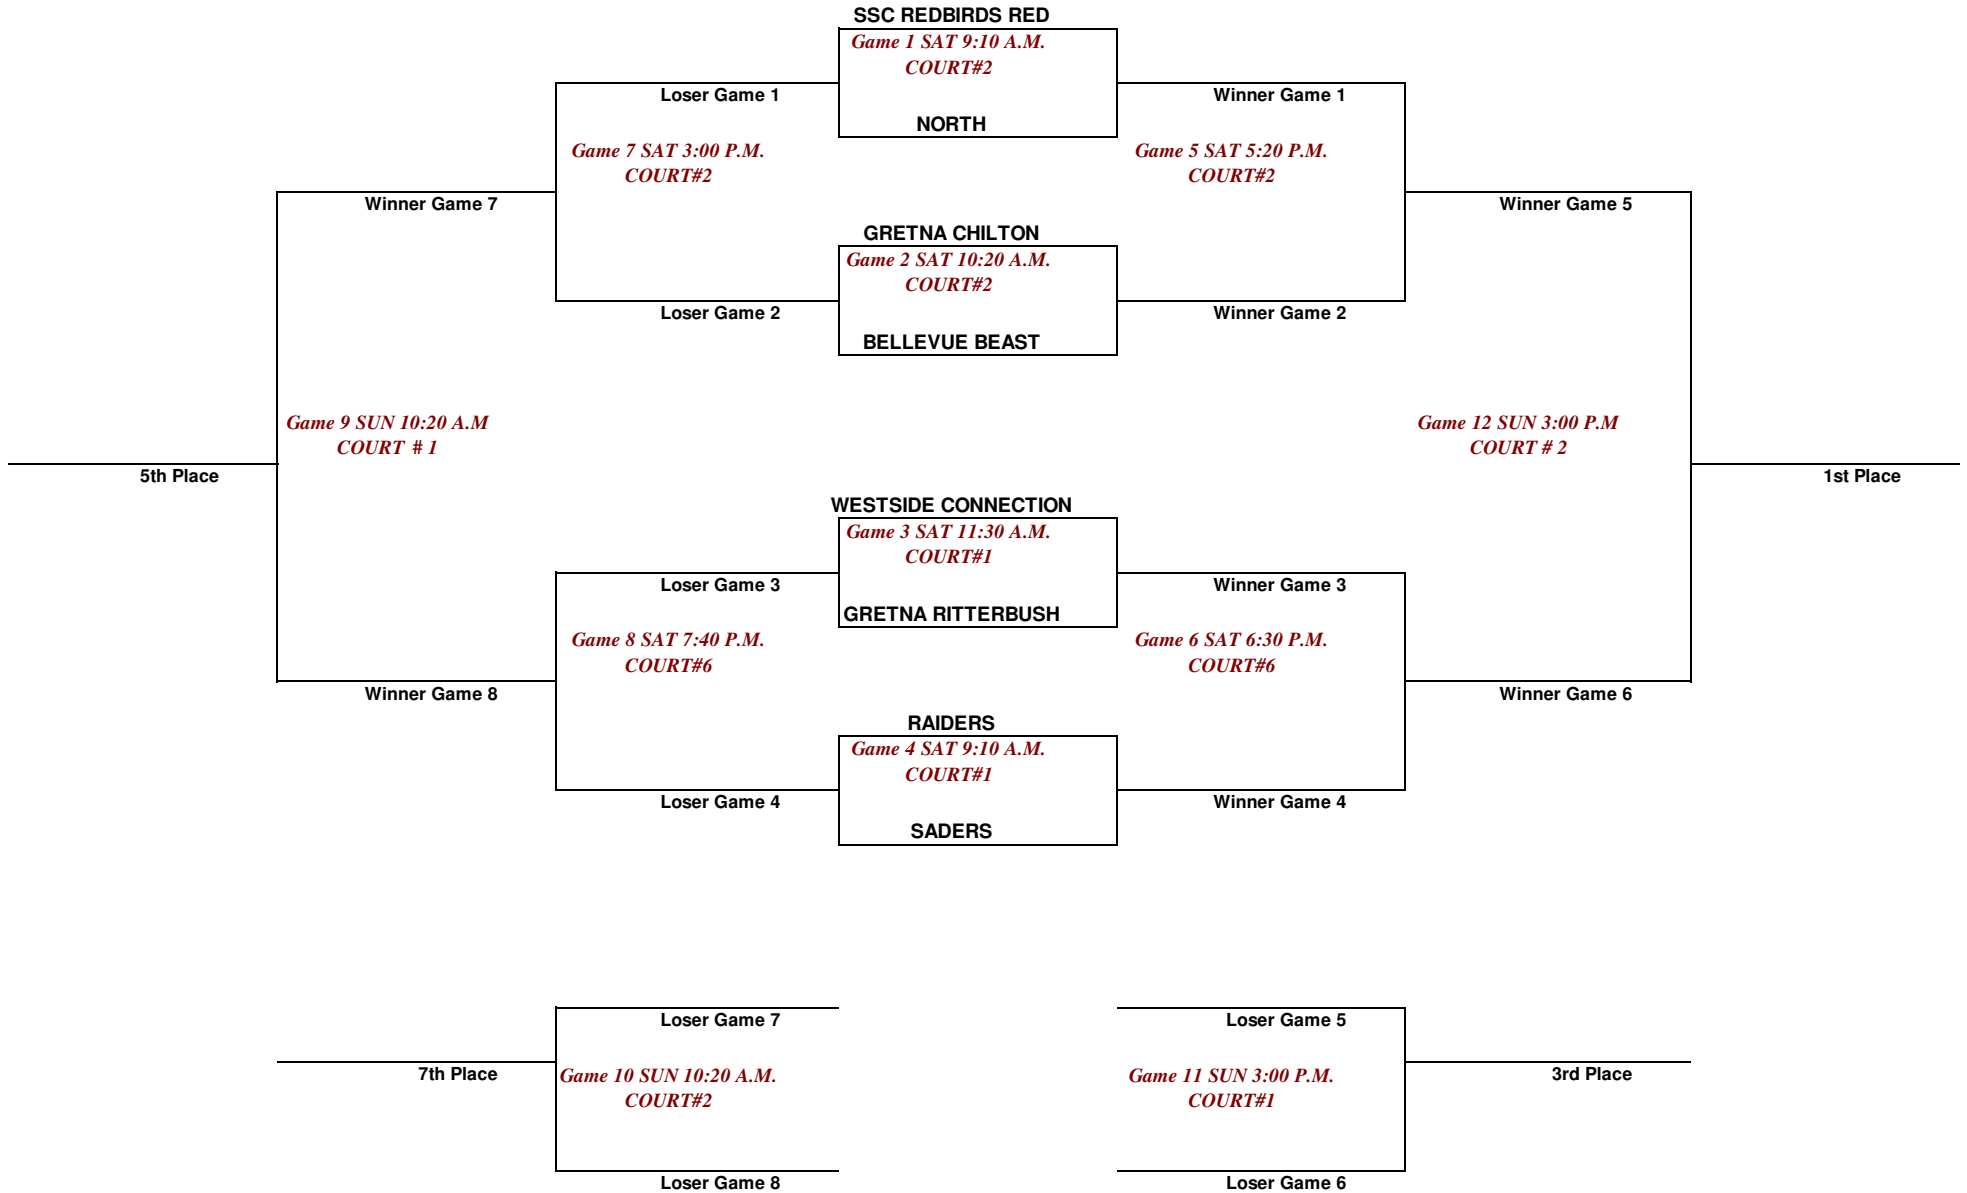 SSC REDBIRDS RED
Game 1 SAT 9:10 A.M.
COURT#2
Loser Game 1
Winner Game 1
NORTH
Game 7 SAT 3:00 P.M.
COURT#2
Game 5 SAT 5:20 P.M.
COURT#2
Winner Game 7
Winner Game 5
GRETNA CHILTON
Game 2 SAT 10:20 A.M.
COURT#2
Loser Game 2
Winner Game 2
BELLEVUE BEAST
Game 9 SUN 10:20 A.M
COURT # 1
Game 12 SUN 3:00 P.M
COURT # 2
5th Place
1st Place
WESTSIDE CONNECTION
Game 3 SAT 11:30 A.M.
COURT#1
Loser Game 3
Winner Game 3
GRETNA RITTERBUSH
Game 8 SAT 7:40 P.M.
COURT#6
Game 6 SAT 6:30 P.M.
COURT#6
Winner Game 8
Winner Game 6
RAIDERS
Game 4 SAT 9:10 A.M.
COURT#1
Loser Game 4
Winner Game 4
SADERS
Loser Game 7
Loser Game 5
7th Place
Game 10 SUN 10:20 A.M.
COURT#2
Game 11 SUN 3:00 P.M.
COURT#1
3rd Place
Loser Game 8
Loser Game 6